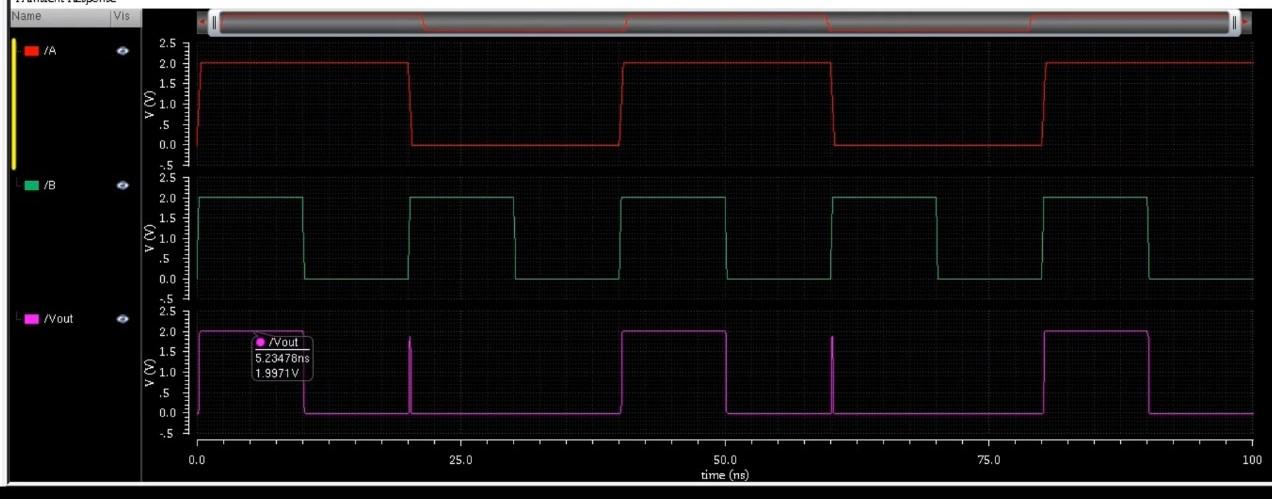 Transient Response
Name Vis
/A
2.5
2.0
1.5
1.0
.5
0.0
-.5
V (V)
/B
2.5
2.0
1.5
1.0
.5
0.0
-.5
V (V)
/Vout
2.5
2.0
1.5
1.0
.5
0.0
-.5
V (V)
/Vout
5.23478ns
1.9971V
0.0 25.0 50.0 75.0 100
time (ns)